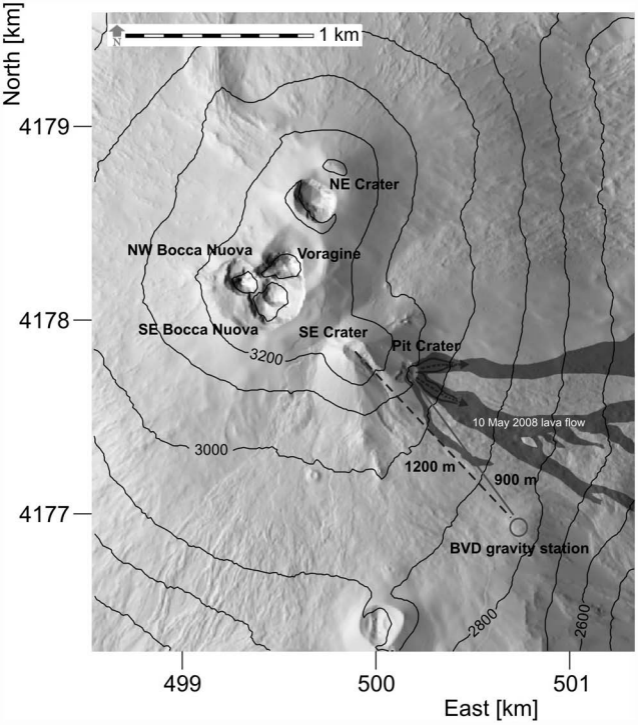 North [km]
N
1 km
4179
NE Crater
NW Bocca Nuova
Voragine
4178
SE Bocca Nuova
SE Crater
Pit Crater
3200
10 May 2008 lava flow
3000
1200 m
900 m
4177
BVD gravity station
2800
2600
499
500
501
East [km]